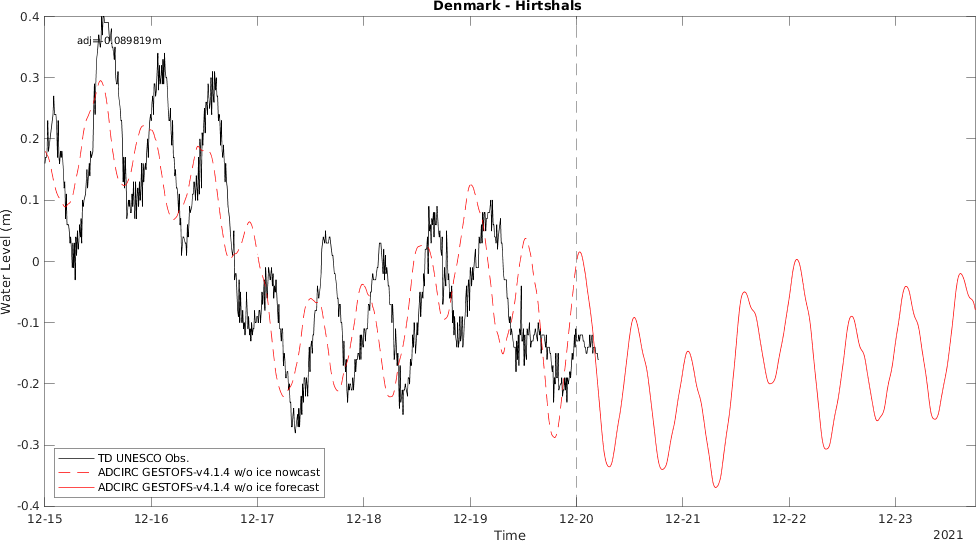 Denmark - Hirtshals
adj=-0.089819m
0.4
0.3
0.2
0.1
0
-0.1
-0.2
-0.3
-0.4
Water Level (m)
TD UNESCO Obs.
ADCIRC GESTOFS-v4.1.4 w/o ice nowcast
ADCIRC GESTOFS-v4.1.4 w/o ice forecast
12-15 12-16 12-17 12-18 12-19 12-20 12-21 12-22 12-23
Time
2021